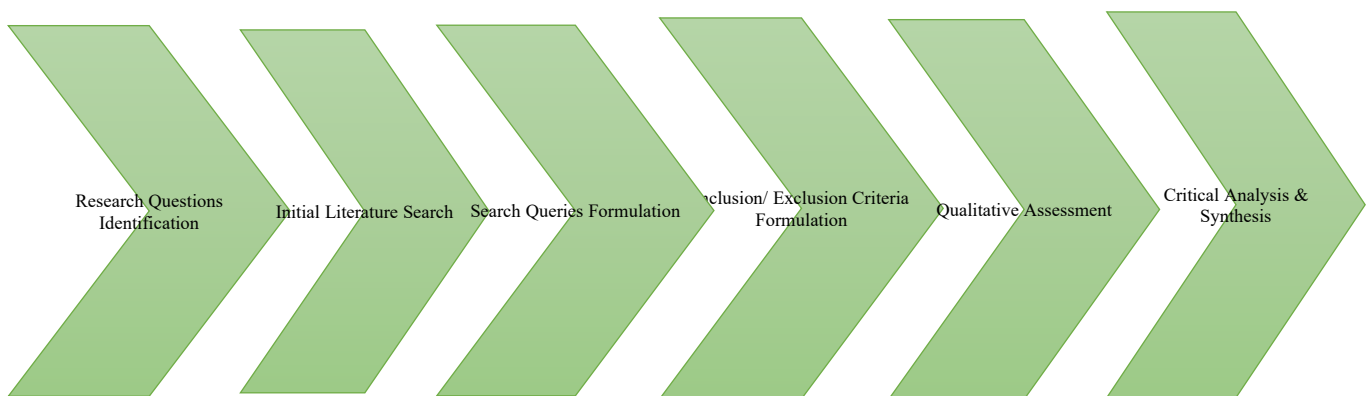 Research Questions
Identification
Initial Literature Search
Search Queries Formulation
nclusion/ Exclusion Criteria
Formulation
Qualitative Assessment
Critical Analysis &
Synthesis